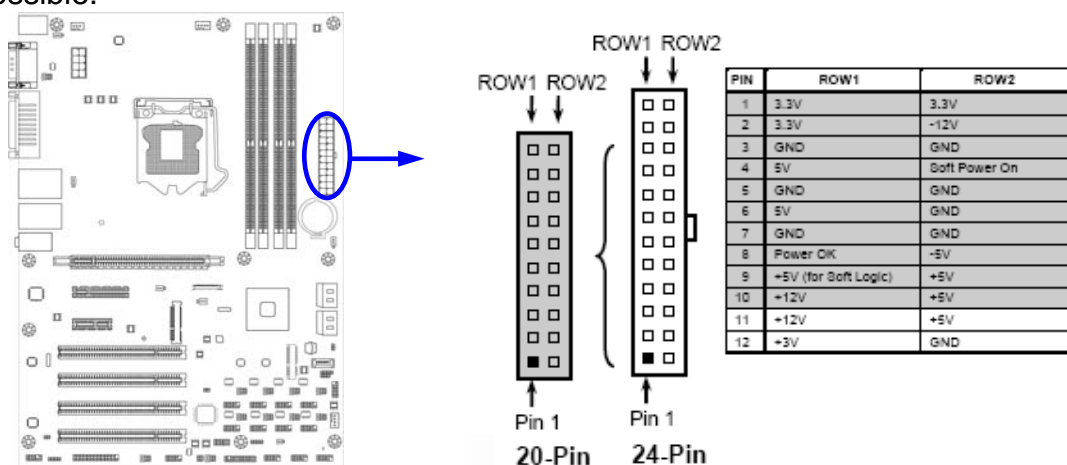 ossible.
ROW1 ROW2
ROW1 ROW2
Pin 1
Pin 1
20-Pin
24-Pin
PIN ROW1 ROW2
1 3.3V 3.3V
2 3.3V -12V
3 GND GND
4 5V Soft Power On
5 GND GND
6 5V GND
7 GND GND
8 Power OK -5V
9 +5V (for Soft Logic) +5V
10 +12V +5V
11 +12V +5V
12 +3V GND